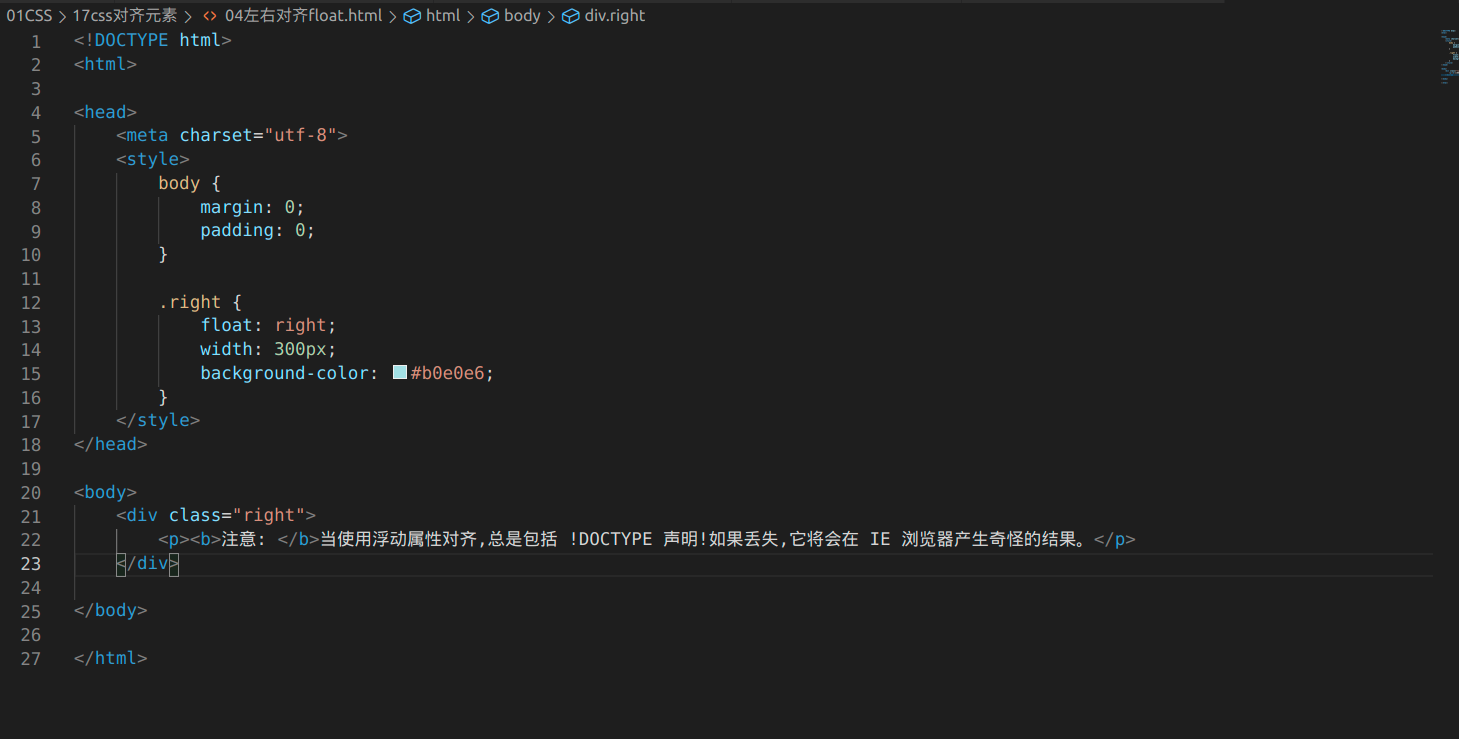 01CSS > 17css对齐元素 > 04左右对齐float.html > html > body > div.right
1 <!DOCTYPE html>
2 <html>
3
4 <head>
5     <meta charset="utf-8">
6     <style>
7         body {
8             margin: 0;
9             padding: 0;
10         }
11
12         .right {
13             float: right;
14             width: 300px;
15             background-color: #b0e0e6;
16         }
17     </style>
18 </head>
19
20 <body>
21     <div class="right">
22         <p><b>注意: </b>当使用浮动属性对齐,总是包括 !DOCTYPE 声明!如果丢失,它将会在 IE 浏览器产生奇怪的结果。</p>
23     </div>
24
25 </body>
26
27 </html>